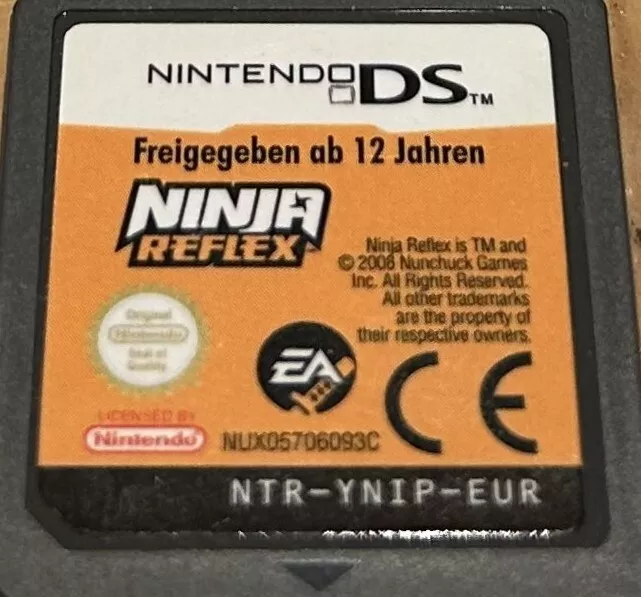 NINTENDO DS TM
Freigegeben ab 12 Jahren
NINJA
REFLEX
Ninja Reflex is TM and
© 2008 Nunchuck Games
Inc. All Rights Reserved.
All other trademarks
are the property of
their respective owners.
Original
Nintendo
Seal of
Quality
EA
CE
LICENSED BY
Nintendo
NUX05706093C
NTR-YNIP-EUR